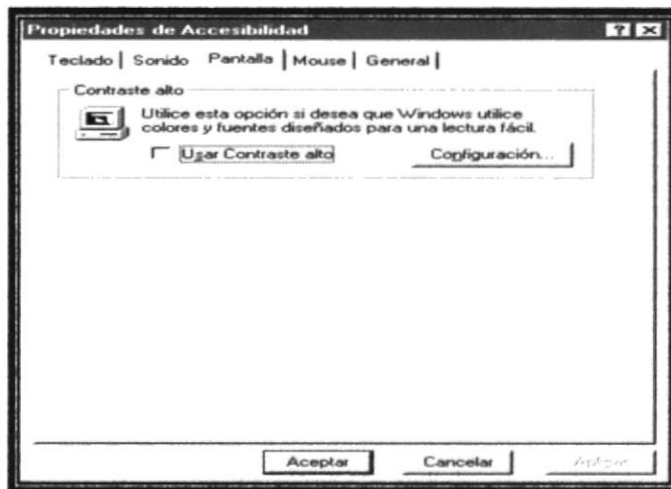 Propiedades de Accesibilidad
Teclado Sonido Pantalla Mouse General
Contraste alto
Utilice esta opción si desea que Windows utilice
colores y fuentes diseñados para una lectura fácil.
Usar Contraste alto Configuración...
Aceptar Cancelar Aplicar